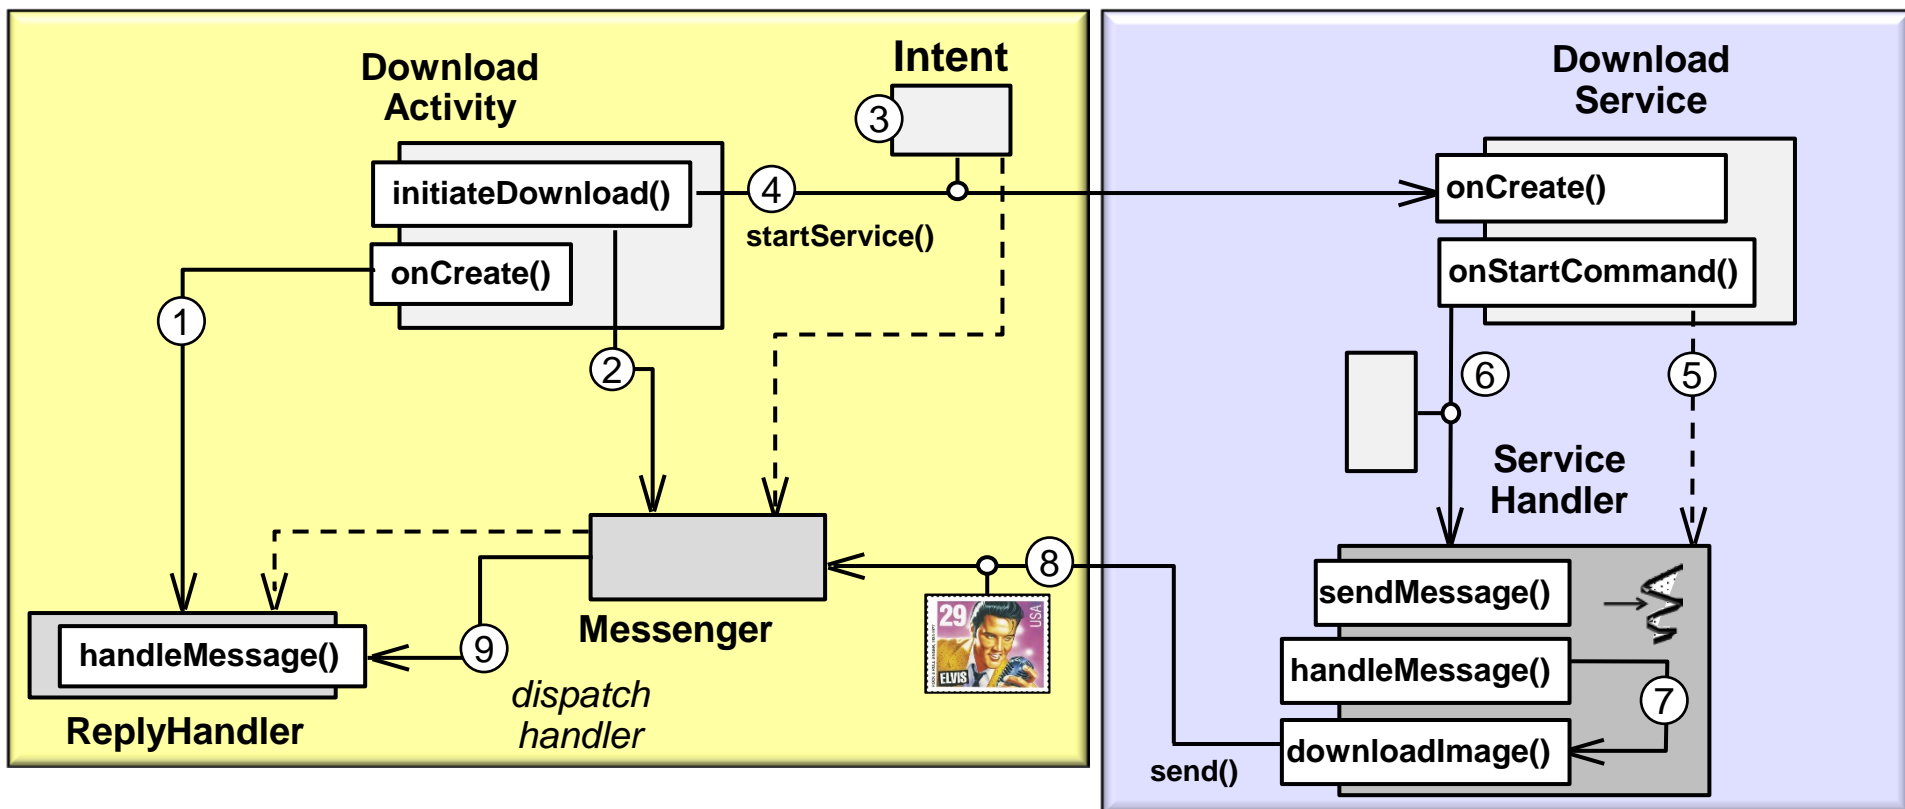 Download
Activity
Intent
3
initiateDownload()
4
startService()
onCreate()
1
2
Messenger
handleMessage()
9
ReplyHandler
dispatch
handler
8
29
USA
ELVIS
Download
Service
onCreate()
onStartCommand()
6
5
Service
Handler
sendMessage()
handleMessage()
7
downloadImage()
send()